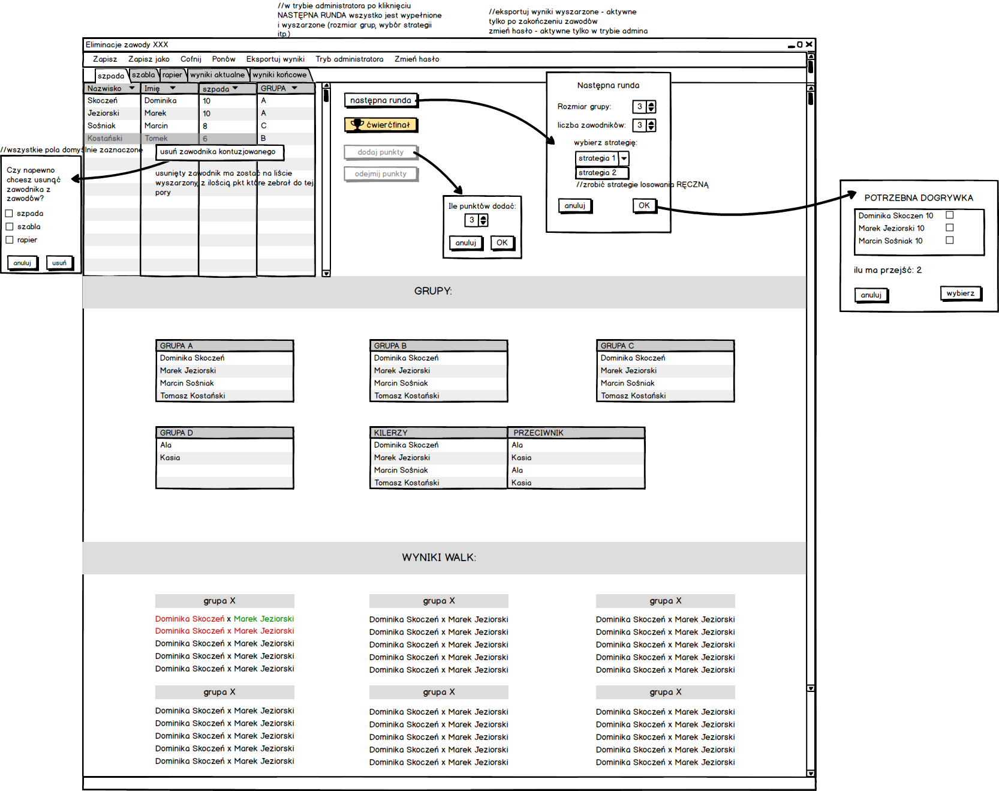 //w trybie administratora po kliknięciu
NASTĘPNA RUNDA wszystko jest wypełnione
i wyszarzone (rozmiar grup, wybór strategii
itp.)
//eksportuj wyniki wyszarzone - aktywne
tylko po zakończeniu zawodów
zmień hasło - aktywne tylko w trybie admina
Eliminacje zawody XXX
Zapisz Zapisz jako Cofnij Ponów Eksportuj wyniki Tryb administratora Zmień hasło
szpada szabla rapier wyniki aktualne wyniki końcowe
Nazwisko Imię szpada GRUPA
Skoczeń Dominika 10 A
Jeziorski Marek 10 A
Sośniak Marcin 8 C
Kostański Tomek 6 B
usuń zawodnika kontuzjowanego
usunięty zawodnik ma zostać na liście
wyszarzony, z ilością pkt które zebrał do tej
pory
//wszystkie pola domyślnie zaznaczone
Czy napewno
chcesz usunąć
zawodnika z
zawodów?
szpada
szabla
rapier
anuluj usuń
następna runda
ćwierćfinał
dodaj punkty
odejmij punkty
Ile punktów dodać:
3
anuluj OK
Następna runda
Rozmiar grupy: 3
liczba zawodników: 3
wybierz strategię:
strategia 1
strategia 2
//zrobić strategie losowania RĘCZNĄ
anuluj OK
POTRZEBNA DOGRYWKA
Dominika Skoczen 10
Marek Jeziorski 10
Marcin Sośniak 10
ilu ma przejść: 2
anuluj wybierz
GRUPY:
GRUPA A
Dominika Skoczeń
Marek Jeziorski
Marcin Sośniak
Tomasz Kostański
GRUPA B
Dominika Skoczeń
Marek Jeziorski
Marcin Sośniak
Tomasz Kostański
GRUPA C
Dominika Skoczeń
Marek Jeziorski
Marcin Sośniak
Tomasz Kostański
GRUPA D
Ala
Kasia
KILERZY PRZECIWNIK
Dominika Skoczeń Ala
Marek Jeziorski Kasia
Marcin Sośniak Ala
Tomasz Kostański Kasia
WYNIKI WALK:
grupa X
Dominika Skoczeń x Marek Jeziorski
Dominika Skoczeń x Marek Jeziorski
Dominika Skoczeń x Marek Jeziorski
Dominika Skoczeń x Marek Jeziorski
Dominika Skoczeń x Marek Jeziorski
grupa X
Dominika Skoczeń x Marek Jeziorski
Dominika Skoczeń x Marek Jeziorski
Dominika Skoczeń x Marek Jeziorski
Dominika Skoczeń x Marek Jeziorski
Dominika Skoczeń x Marek Jeziorski
grupa X
Dominika Skoczeń x Marek Jeziorski
Dominika Skoczeń x Marek Jeziorski
Dominika Skoczeń x Marek Jeziorski
Dominika Skoczeń x Marek Jeziorski
Dominika Skoczeń x Marek Jeziorski
grupa X
Dominika Skoczeń x Marek Jeziorski
Dominika Skoczeń x Marek Jeziorski
Dominika Skoczeń x Marek Jeziorski
Dominika Skoczeń x Marek Jeziorski
Dominika Skoczeń x Marek Jeziorski
grupa X
Dominika Skoczeń x Marek Jeziorski
Dominika Skoczeń x Marek Jeziorski
Dominika Skoczeń x Marek Jeziorski
Dominika Skoczeń x Marek Jeziorski
Dominika Skoczeń x Marek Jeziorski
grupa X
Dominika Skoczeń x Marek Jeziorski
Dominika Skoczeń x Marek Jeziorski
Dominika Skoczeń x Marek Jeziorski
Dominika Skoczeń x Marek Jeziorski
Dominika Skoczeń x Marek Jeziorski